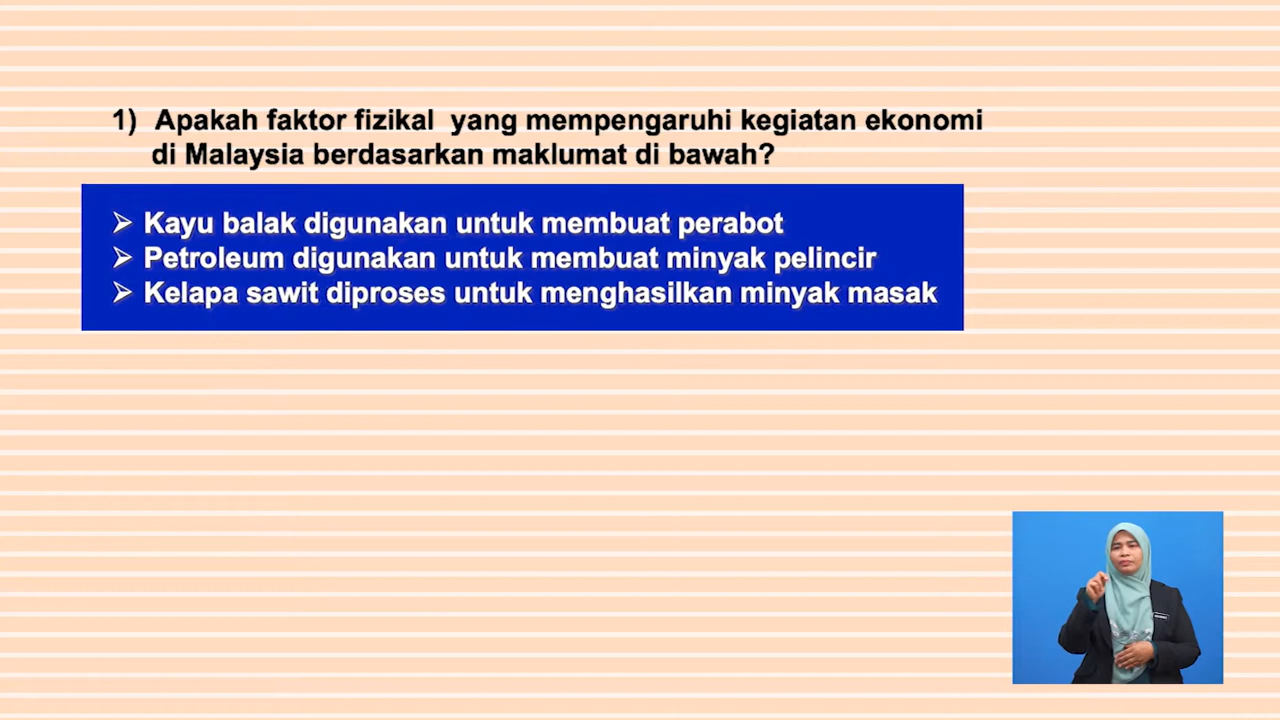 1) Apakah faktor fizikal yang mempengaruhi kegiatan ekonomi
di Malaysia berdasarkan maklumat di bawah?
➢ Kayu balak digunakan untuk membuat perabot
➢ Petroleum digunakan untuk membuat minyak pelincir
➢ Kelapa sawit diproses untuk menghasilkan minyak masak